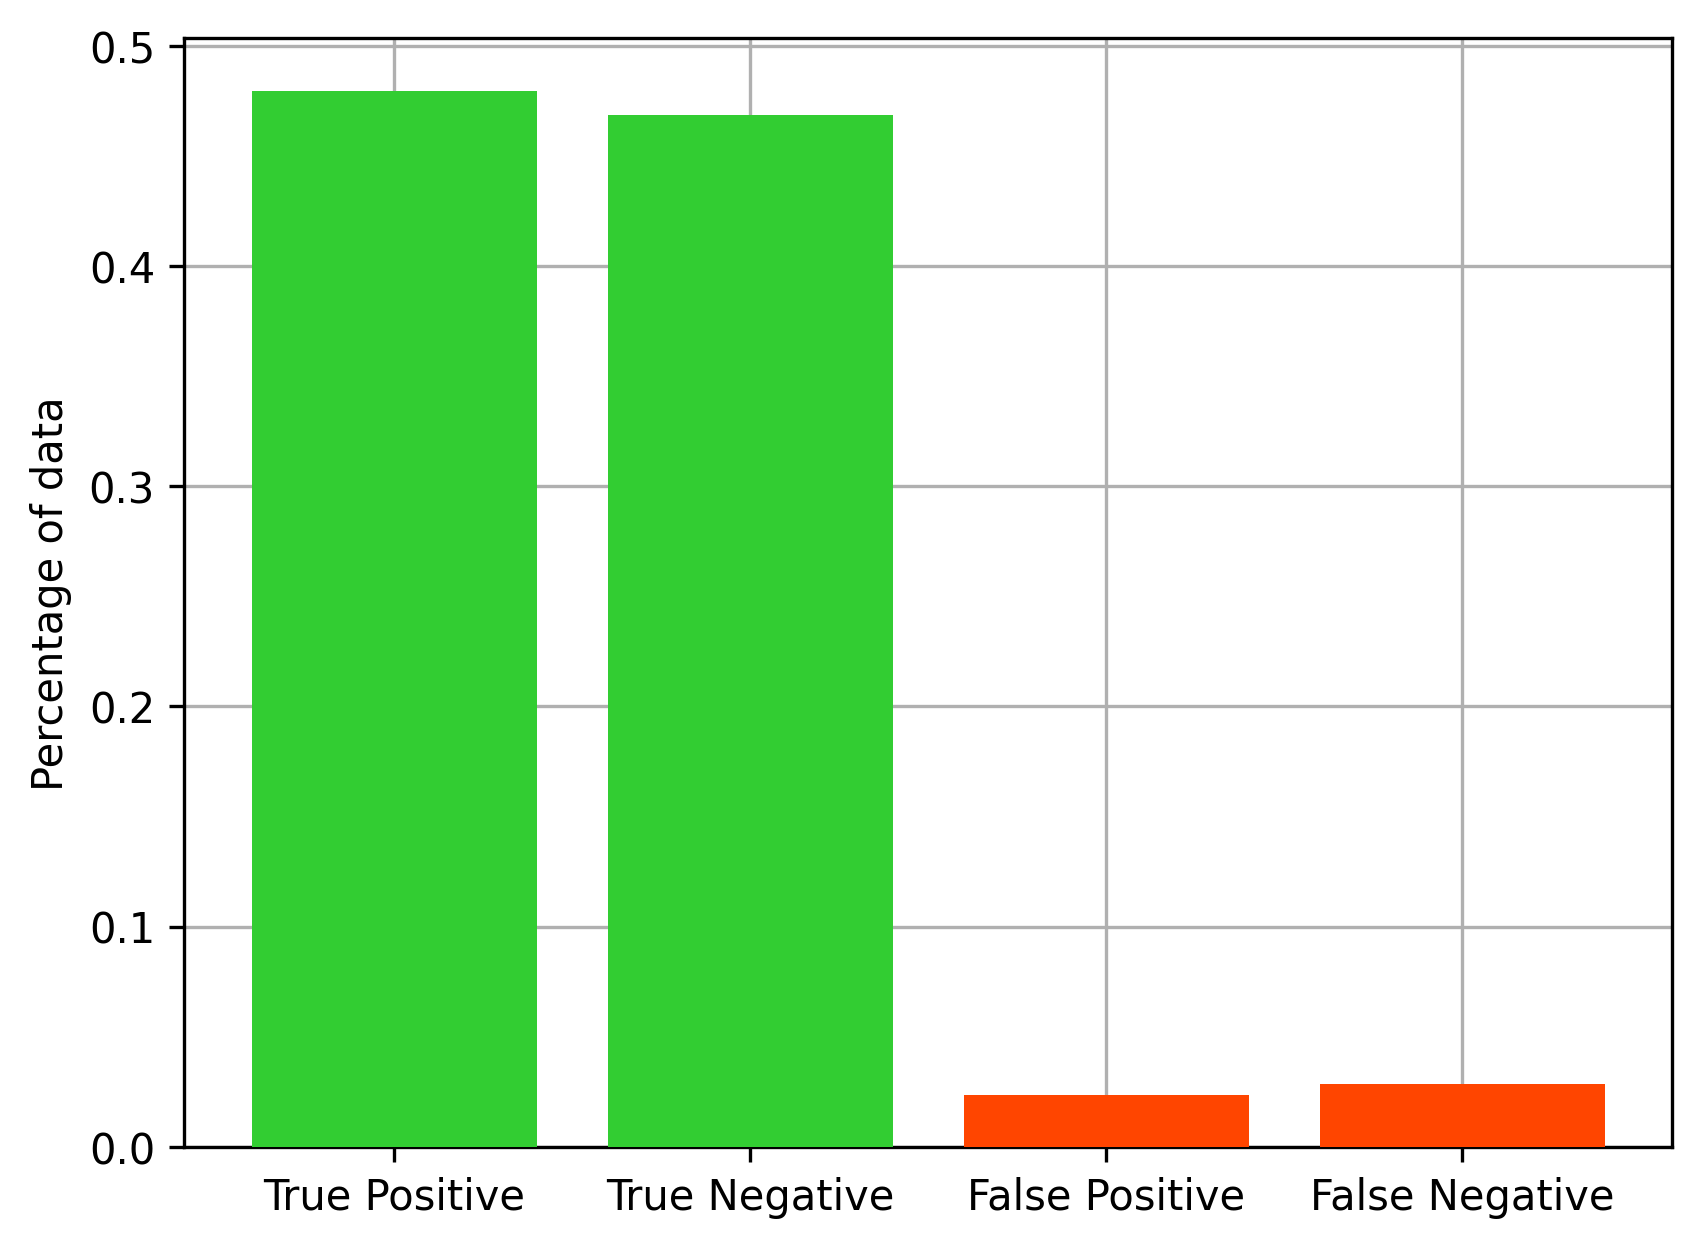 0.5
0.4
0.3
0.2
0.1
0.0
Percentage of data
True Positive
True Negative
False Positive
False Negative